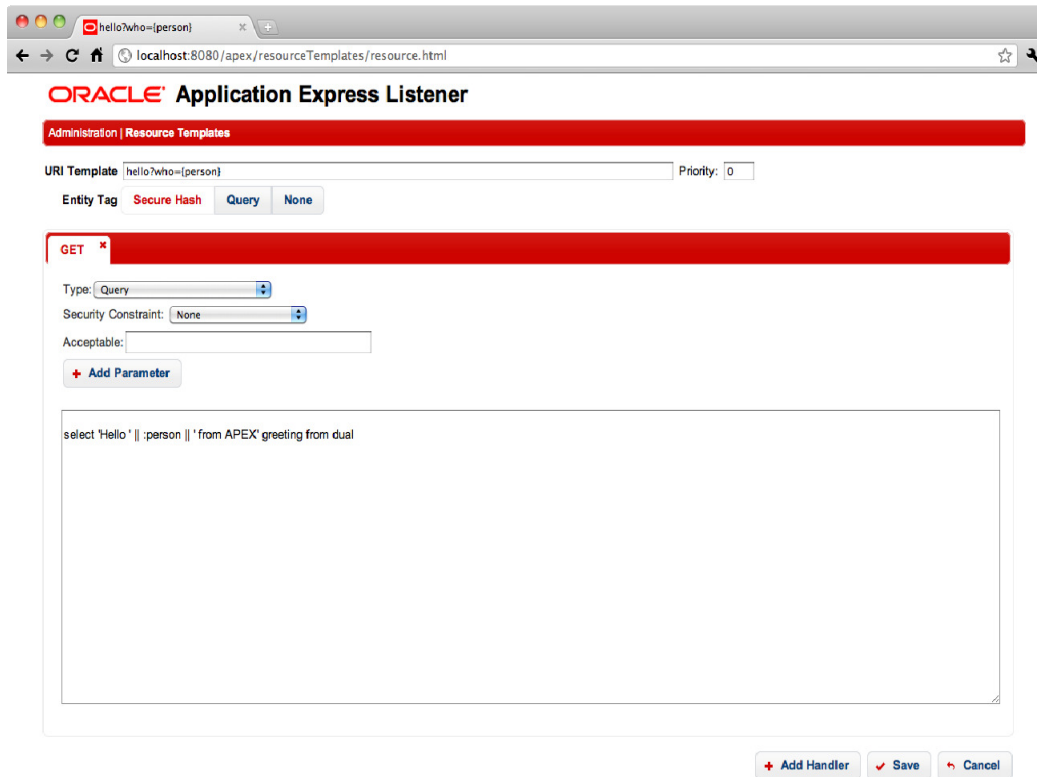 hello?who={person}
localhost:8080/apex/resourceTemplates/resource.html
ORACLE Application Express Listener
Administration | Resource Templates
URI Template hello?who={person} Priority: 0
Entity Tag Secure Hash Query None
GET
Type: Query
Security Constraint: None
Acceptable:
Add Parameter
select 'Hello ' || :person || ' from APEX' greeting from dual
Add Handler Save Cancel